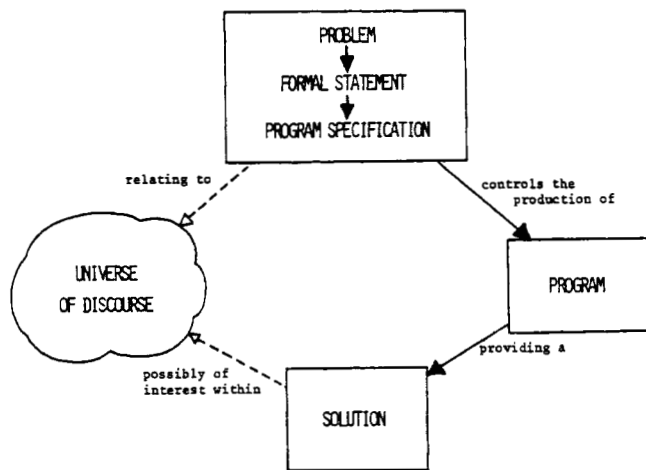 PROBLEM
FORMAL STATEMENT
PROGRAM SPECIFICATION
relating to
controls the
production of
UNIVERSE
OF DISCOURSE
PROGRAM
providing a
possibly of
interest within
SOLUTION